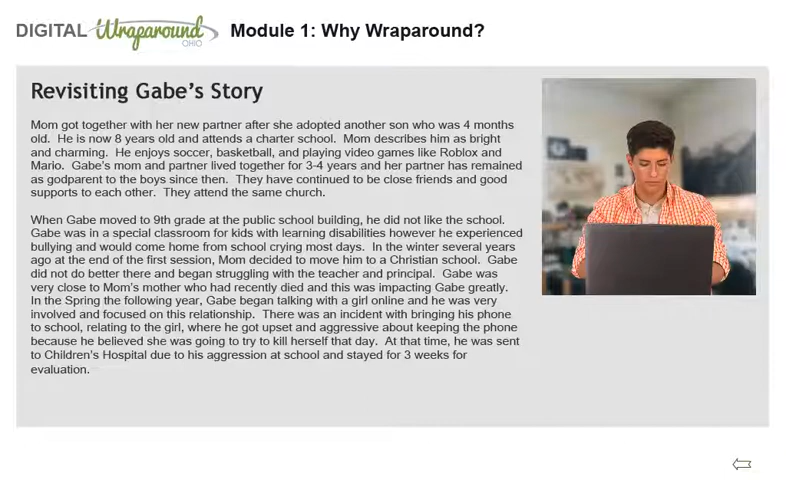 DIGITAL Wraparound OHIO Module 1: Why Wraparound?
Revisiting Gabe's Story
Mom got together with her new partner after she adopted another son who was 4 months
old.  He is now 8 years old and attends a charter school.  Mom describes him as bright
and charming.  He enjoys soccer, basketball, and playing video games like Roblox and
Mario.  Gabe's mom and partner lived together for 3-4 years and her partner has remained
as godparent to the boys since then.  They have continued to be close friends and good
supports to each other.  They attend the same church.
When Gabe moved to 9th grade at the public school building, he did not like the school.
Gabe was in a special classroom for kids with learning disabilities however he experienced
bullying and would come home from school crying most days.  In the winter several years
ago at the end of the first session, Mom decided to move him to a Christian school.  Gabe
did not do better there and began struggling with the teacher and principal.  Gabe was
very close to Mom's mother who had recently died and this was impacting Gabe greatly.
In the Spring the following year, Gabe began talking with a girl online and he was very
involved and focused on this relationship.  There was an incident with bringing his phone
to school, relating to the girl, where he got upset and aggressive about keeping the phone
because he believed she was going to try to kill herself that day.  At that time, he was sent
to Children's Hospital due to his aggression at school and stayed for 3 weeks for
evaluation.